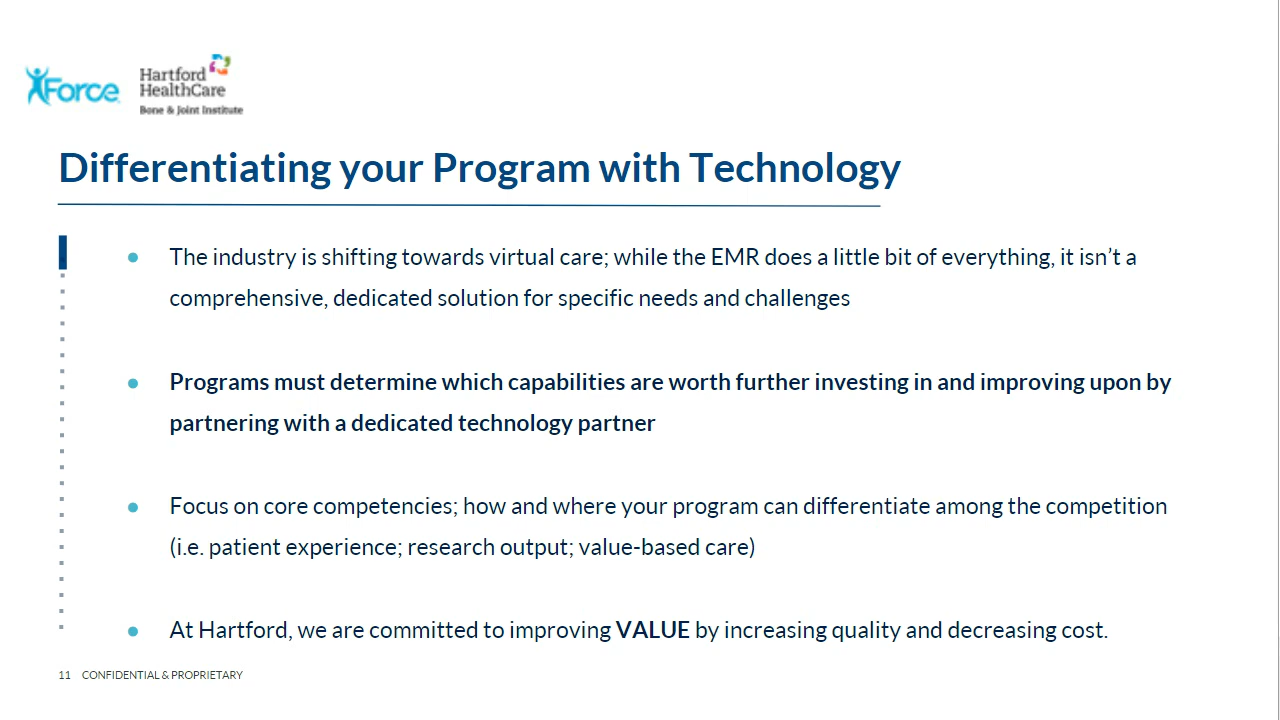 Force
Hartford
HealthCare
Bone & Joint Institute
Differentiating your Program with Technology
● The industry is shifting towards virtual care; while the EMR does a little bit of everything, it isn’t a
comprehensive, dedicated solution for specific needs and challenges
● Programs must determine which capabilities are worth further investing in and improving upon by
partnering with a dedicated technology partner
● Focus on core competencies; how and where your program can differentiate among the competition
(i.e. patient experience; research output; value-based care)
● At Hartford, we are committed to improving VALUE by increasing quality and decreasing cost.
11 CONFIDENTIAL & PROPRIETARY